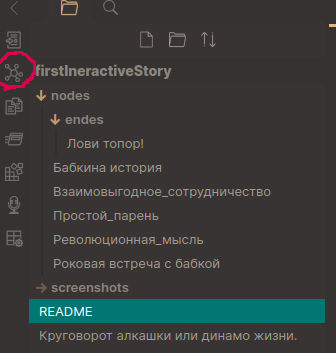 firstIneractiveStory
nodes
endes
Лови топор!
Бабкина история
Взаимовыгодное_сотрудничество
Простой_парень
Революционная_мысль
Роковая встреча с бабкой
screenshots
README
Круговорот алкашки или динамо жизни.